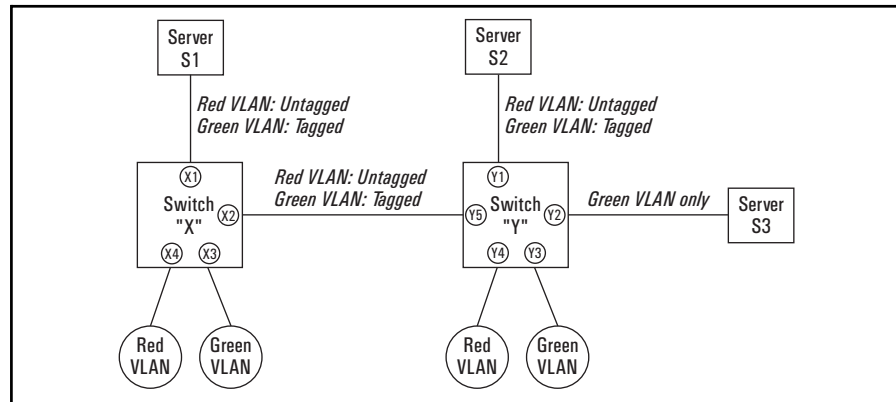 Server
S1
Server
S2
Red VLAN: Untagged
Green VLAN: Tagged
Red VLAN: Untagged
Green VLAN: Tagged
X1
Switch
"X"
X2
X4
X3
Red VLAN: Untagged
Green VLAN: Tagged
Y1
Y5
Switch
"Y"
Y2
Y4
Y3
Green VLAN only
Server
S3
Red
VLAN
Green
VLAN
Red
VLAN
Green
VLAN